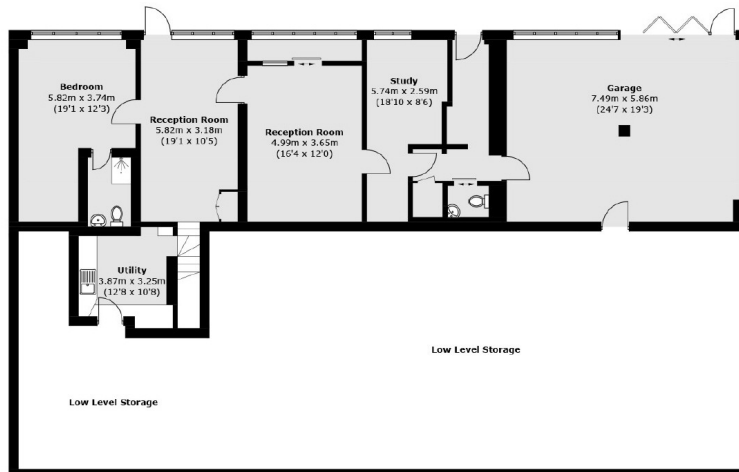 Bedroom
5.82m x 3.74m
(19'1 x 12'3)
Reception Room
5.82m x 3.18m
(19'1 x 10'5)
Reception Room
4.99m x 3.65m
(16'4 x 12'0)
Study
5.74m x 2.59m
(18'10 x 8'6)
Garage
7.49m x 5.86m
(24'7 x 19'3)
Utility
3.87m x 3.25m
(12'8 x 10'8)
Low Level Storage
Low Level Storage